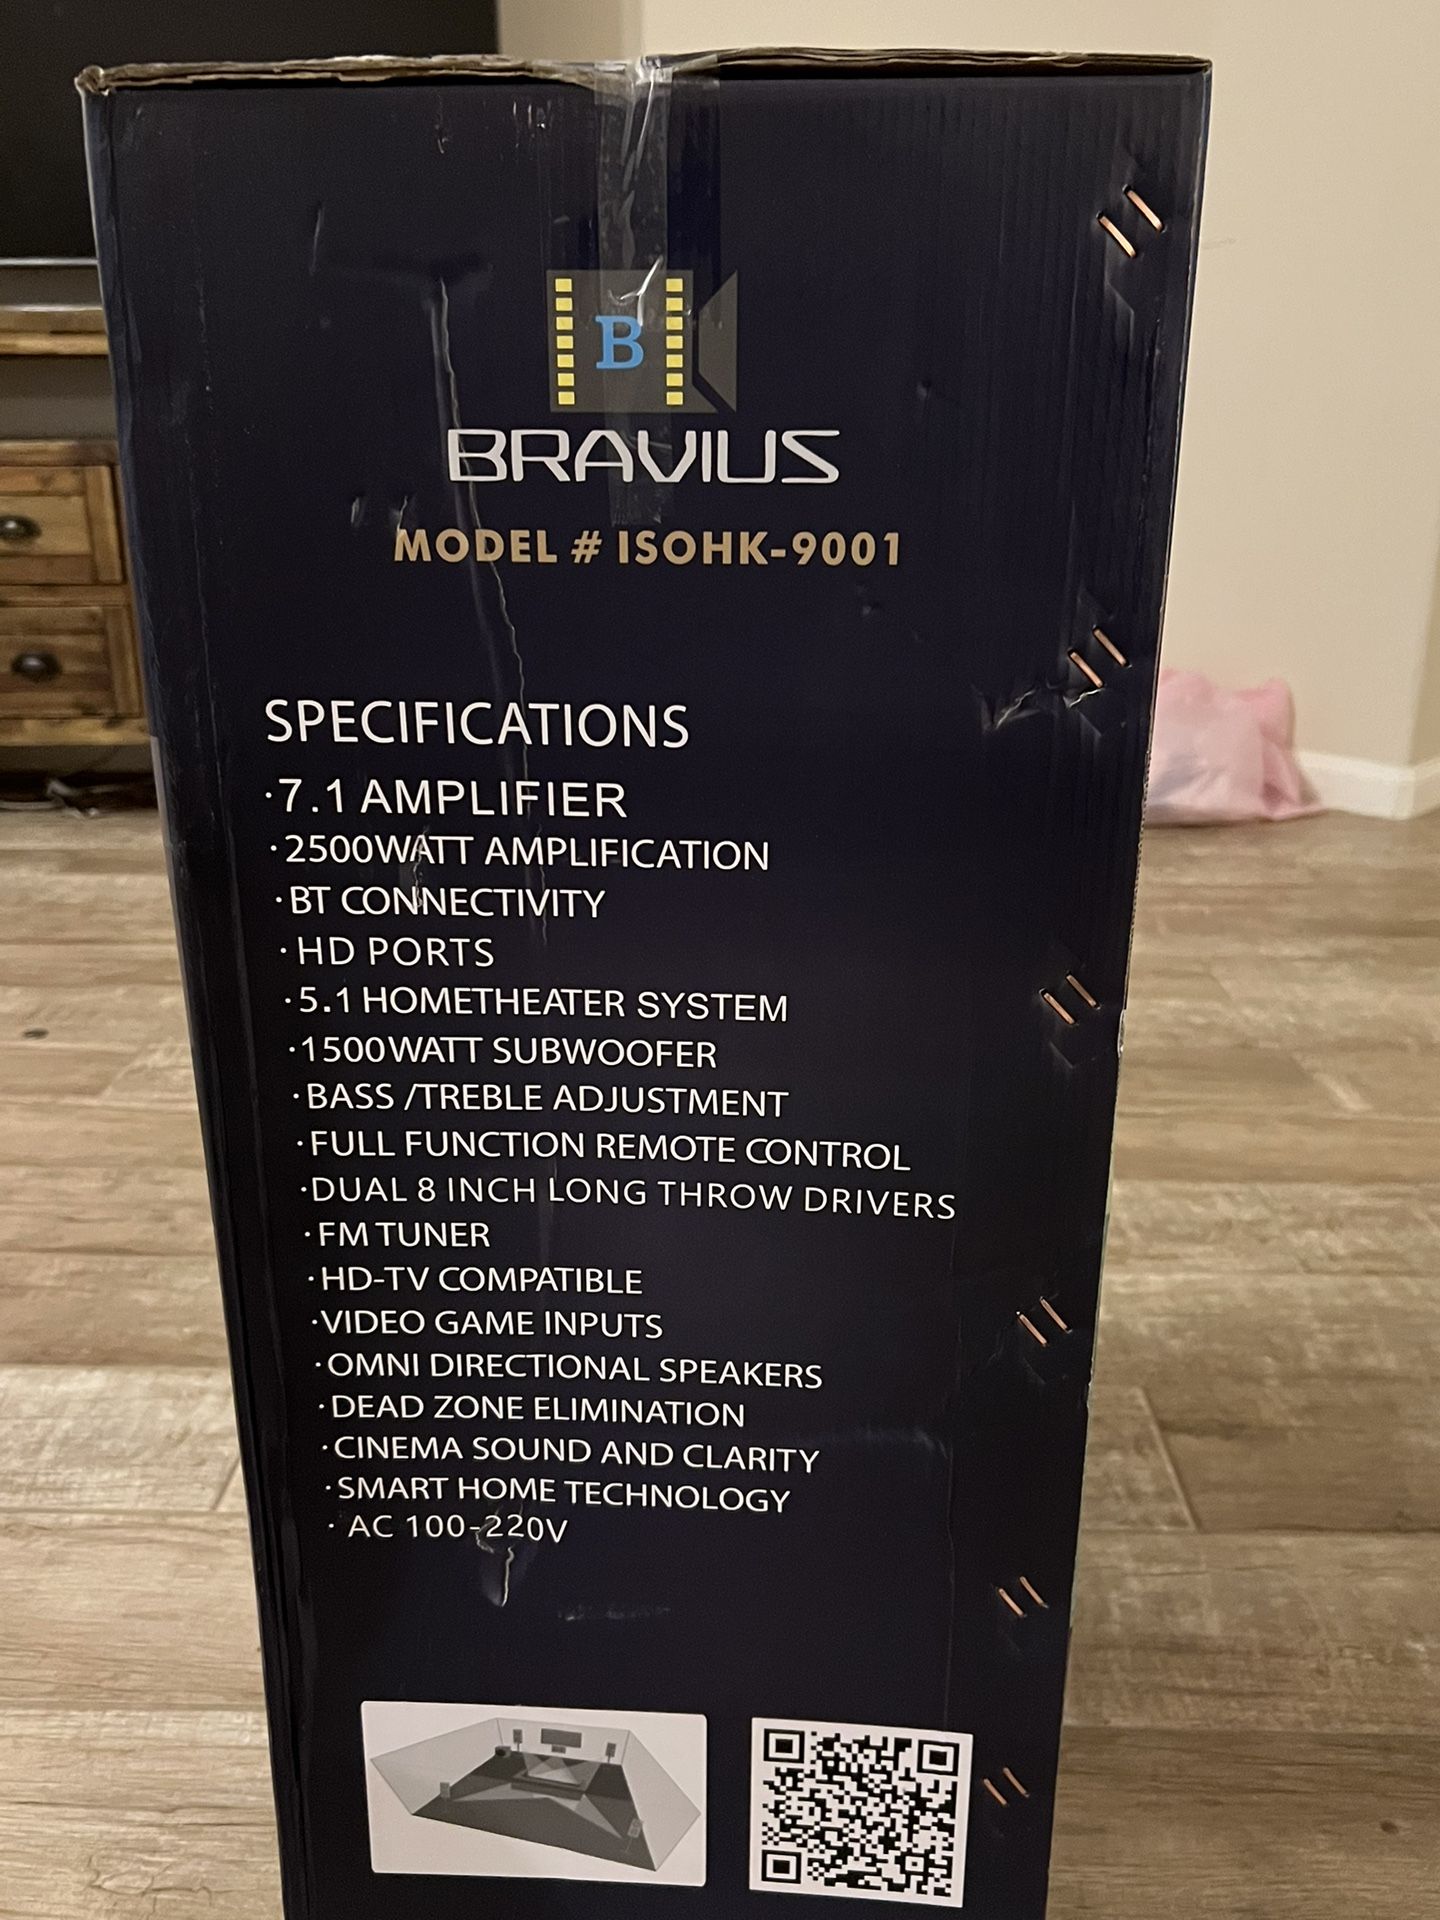 B
BRAVIUS
MODEL # ISOHK-9001
SPECIFICATIONS
·7.1 AMPLIFIER
·2500WATT AMPLIFICATION
·BT CONNECTIVITY
·HD PORTS
·5.1 HOMETHEATER SYSTEM
·1500WATT SUBWOOFER
·BASS /TREBLE ADJUSTMENT
·FULL FUNCTION REMOTE CONTROL
·DUAL 8 INCH LONG THROW DRIVERS
·FM TUNER
·HD-TV COMPATIBLE
·VIDEO GAME INPUTS
·OMNI DIRECTIONAL SPEAKERS
·DEAD ZONE ELIMINATION
·CINEMA SOUND AND CLARITY
·SMART HOME TECHNOLOGY
· AC 100-220V